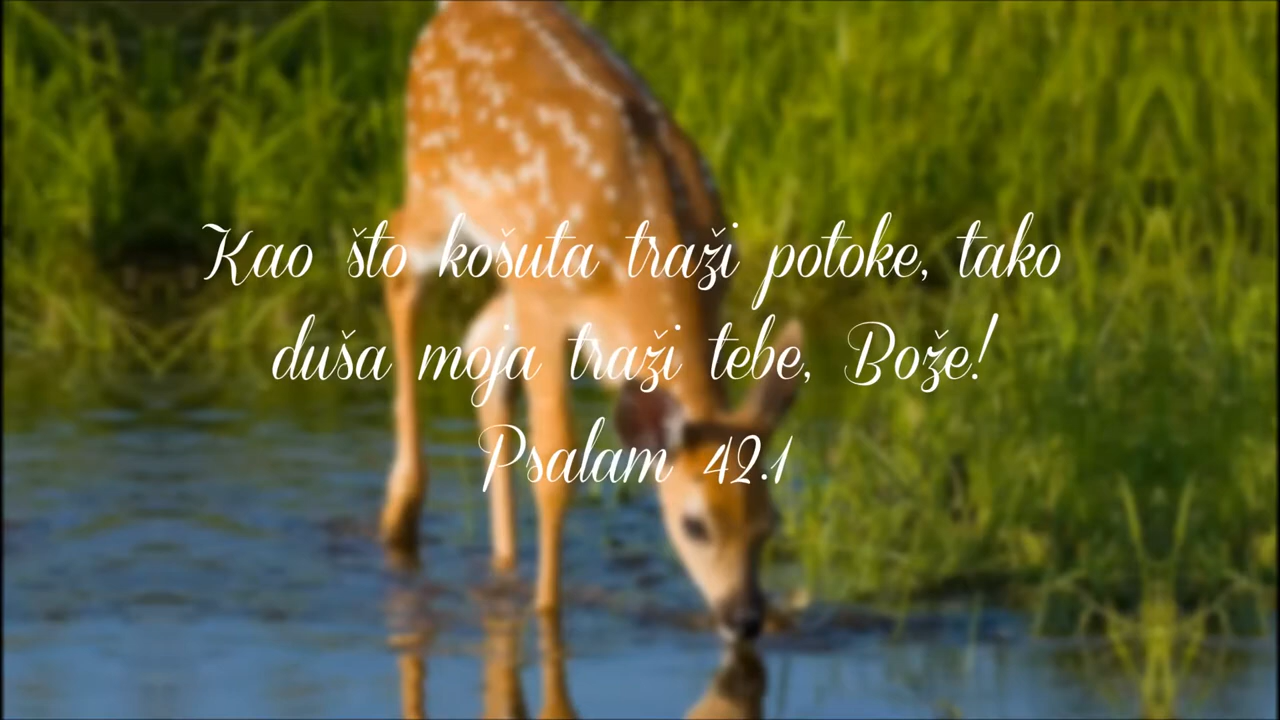 Kao što košuta traži potoke, tako
duša moja traži tebe, Bože!
Psalam 42.1